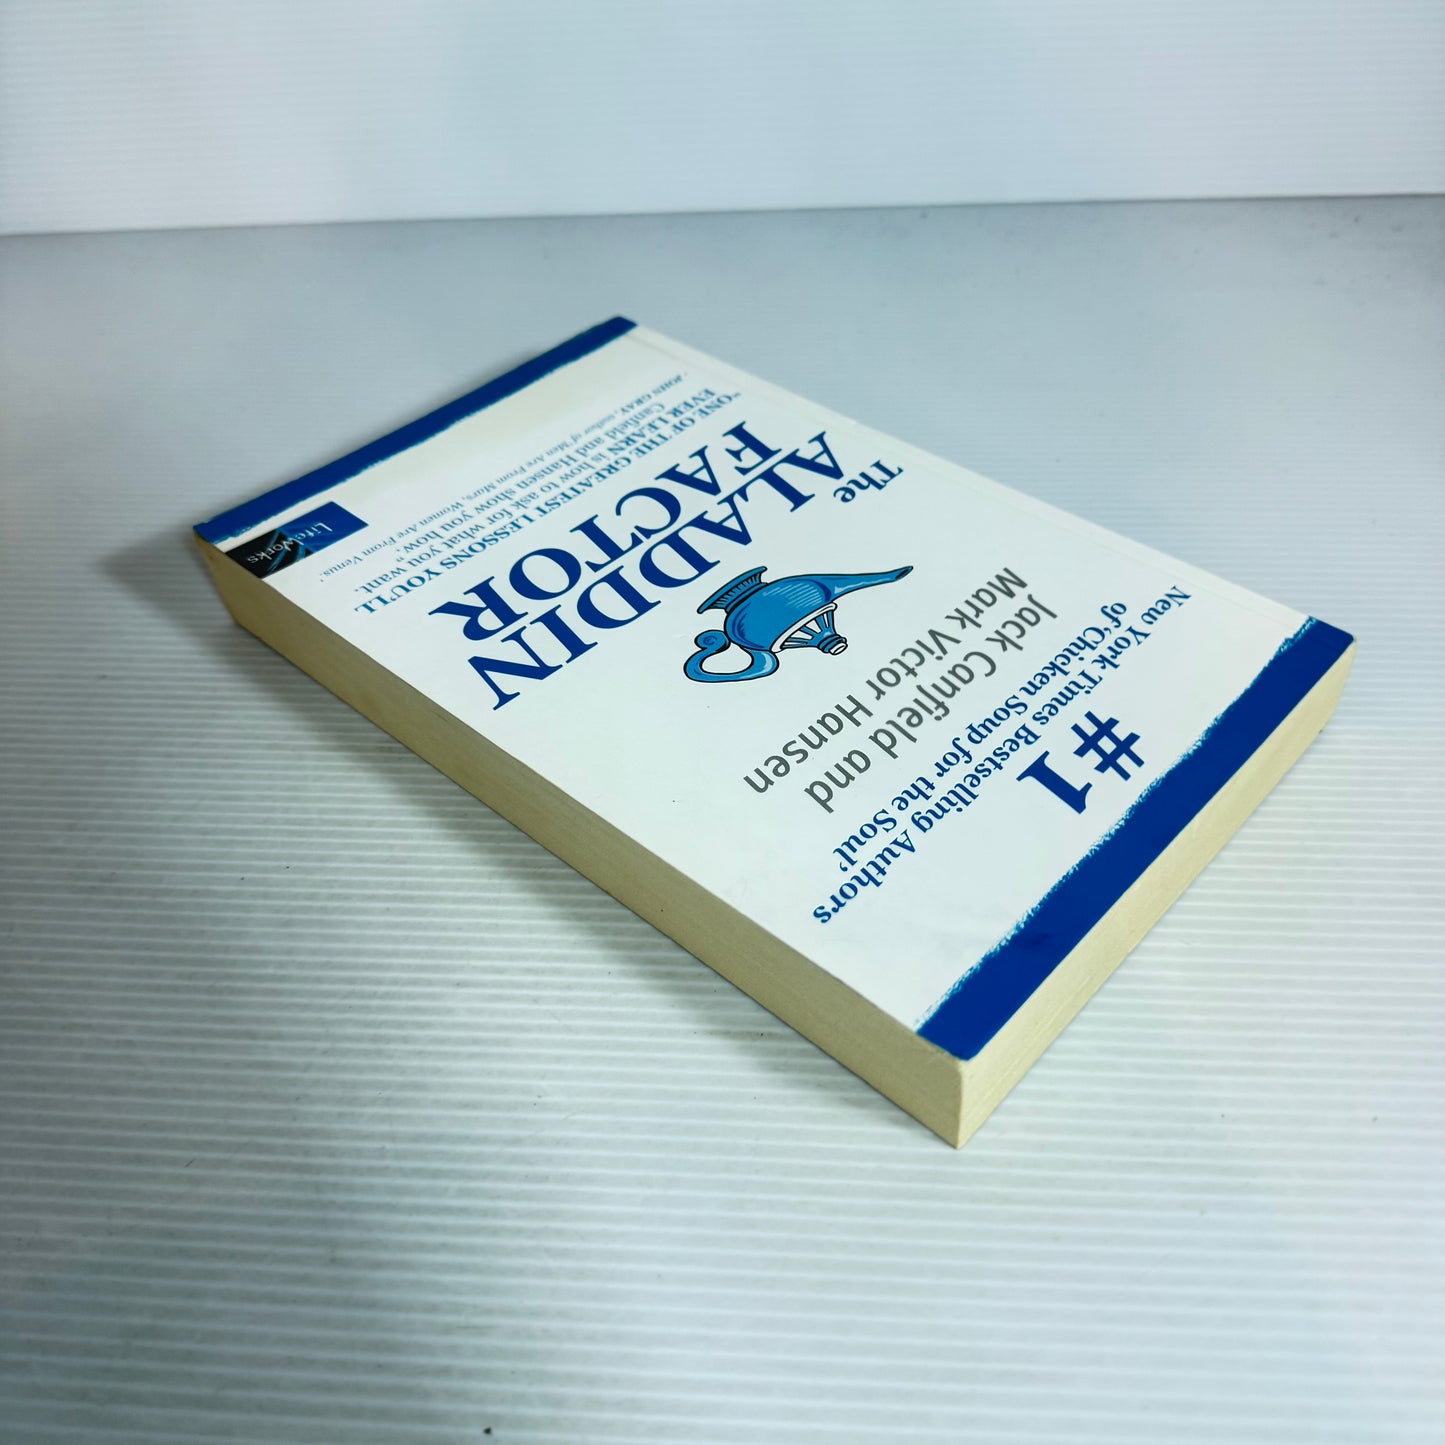 #1
New York Times Bestselling Authors
of 'Chicken Soup for the Soul'
Jack Canfield and
Mark Victor Hansen
The
ALADDIN
FACTOR
"ONE OF THE GREATEST LESSONS YOU'LL
EVER LEARN is how to ask for what you want.
Canfield and Hansen show you how."
JOHN GRAY, author of Men Are From Mars, Women Are From Venus.
LifeWorks